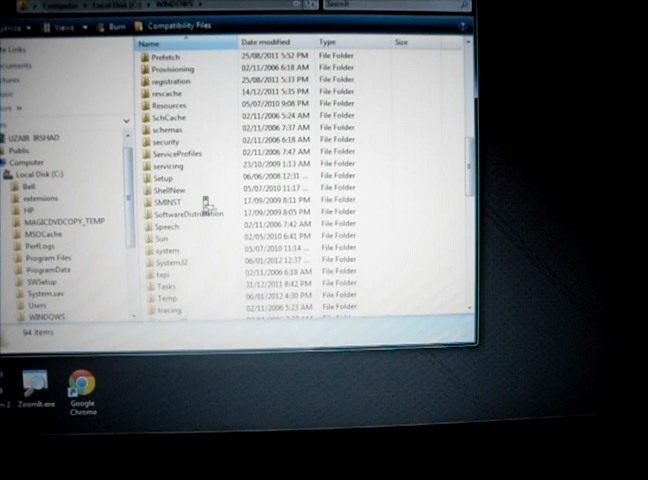 Computer Local Disk (C:) WINDOWS Search
Views Burn Compatibility Files
Name Date modified Type Size
Prefetch 25/08/2011 5:52 PM File Folder
Provisioning 02/11/2006 6:18 AM File Folder
registration 25/08/2011 5:33 PM File Folder
rescache 14/12/2011 5:35 PM File Folder
Resources 05/07/2010 9:08 PM File Folder
SchCache 02/11/2006 5:24 AM File Folder
schemas 02/11/2006 7:37 AM File Folder
security 02/11/2006 6:18 AM File Folder
ServiceProfiles 02/11/2006 7:47 AM File Folder
servicing 23/10/2009 1:13 AM File Folder
Setup 06/06/2008 12:31 ... File Folder
ShellNew 05/07/2010 11:17 ... File Folder
SMINST 17/09/2009 8:11 PM File Folder
SoftwareDistribution 17/09/2009 8:05 PM File Folder
Speech 02/11/2006 7:42 AM File Folder
Sun 02/05/2010 6:41 PM File Folder
system 05/07/2010 11:14 ... File Folder
System32 06/01/2012 12:37 ... File Folder
tapi 02/11/2006 6:18 AM File Folder
Tasks 31/12/2011 8:42 PM File Folder
Temp 06/01/2012 4:30 PM File Folder
tracing 02/11/2006 5:23 AM File Folder
Links
UZAIR IRSHAD
Public
Computer
Local Disk (C:)
Bell
extensions
HP
MAGICDVDCOPY_TEMP
MSOCache
PerfLogs
Program Files
ProgramData
SWSetup
System.sav
Users
WINDOWS
94 items
ZoomIt.exe
Google
Chrome